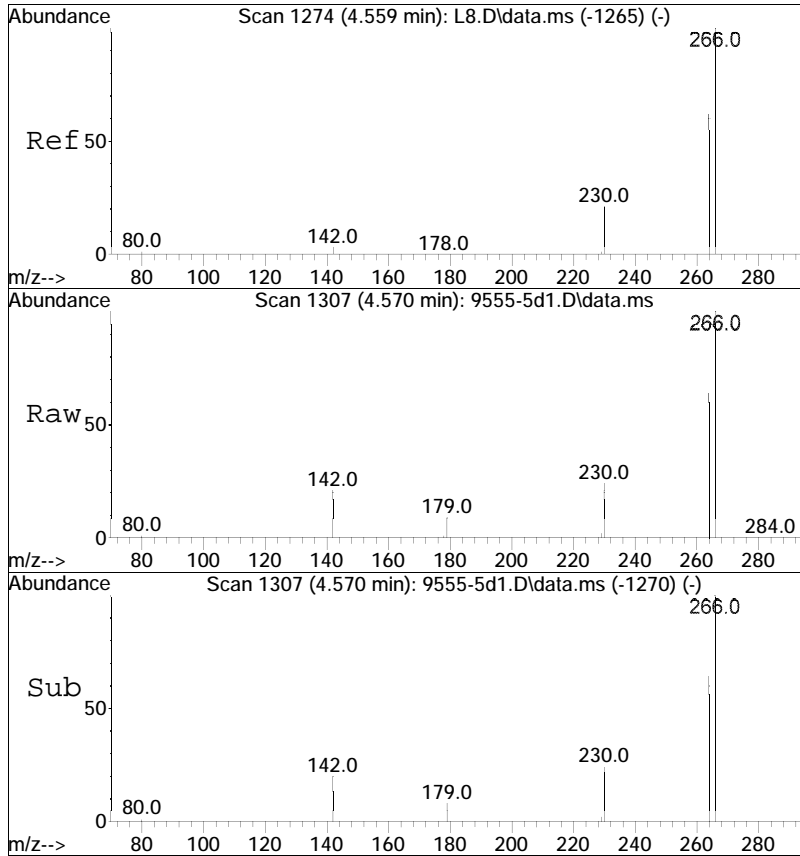 Abundance Scan 1274 (4.559 min): L8.D\data.ms (-1265) (-)
266.0
Ref 50
230.0
80.0 142.0 178.0
0
m/z--> 80 100 120 140 160 180 200 220 240 260 280
Abundance Scan 1307 (4.570 min): 9555-5d1.D\data.ms
266.0
Raw 50
142.0 230.0
179.0
80.0 284.0
0
m/z--> 80 100 120 140 160 180 200 220 240 260 280
Abundance Scan 1307 (4.570 min): 9555-5d1.D\data.ms (-1270) (-)
266.0
Sub 50
142.0 230.0
179.0
80.0
0
m/z--> 80 100 120 140 160 180 200 220 240 260 280